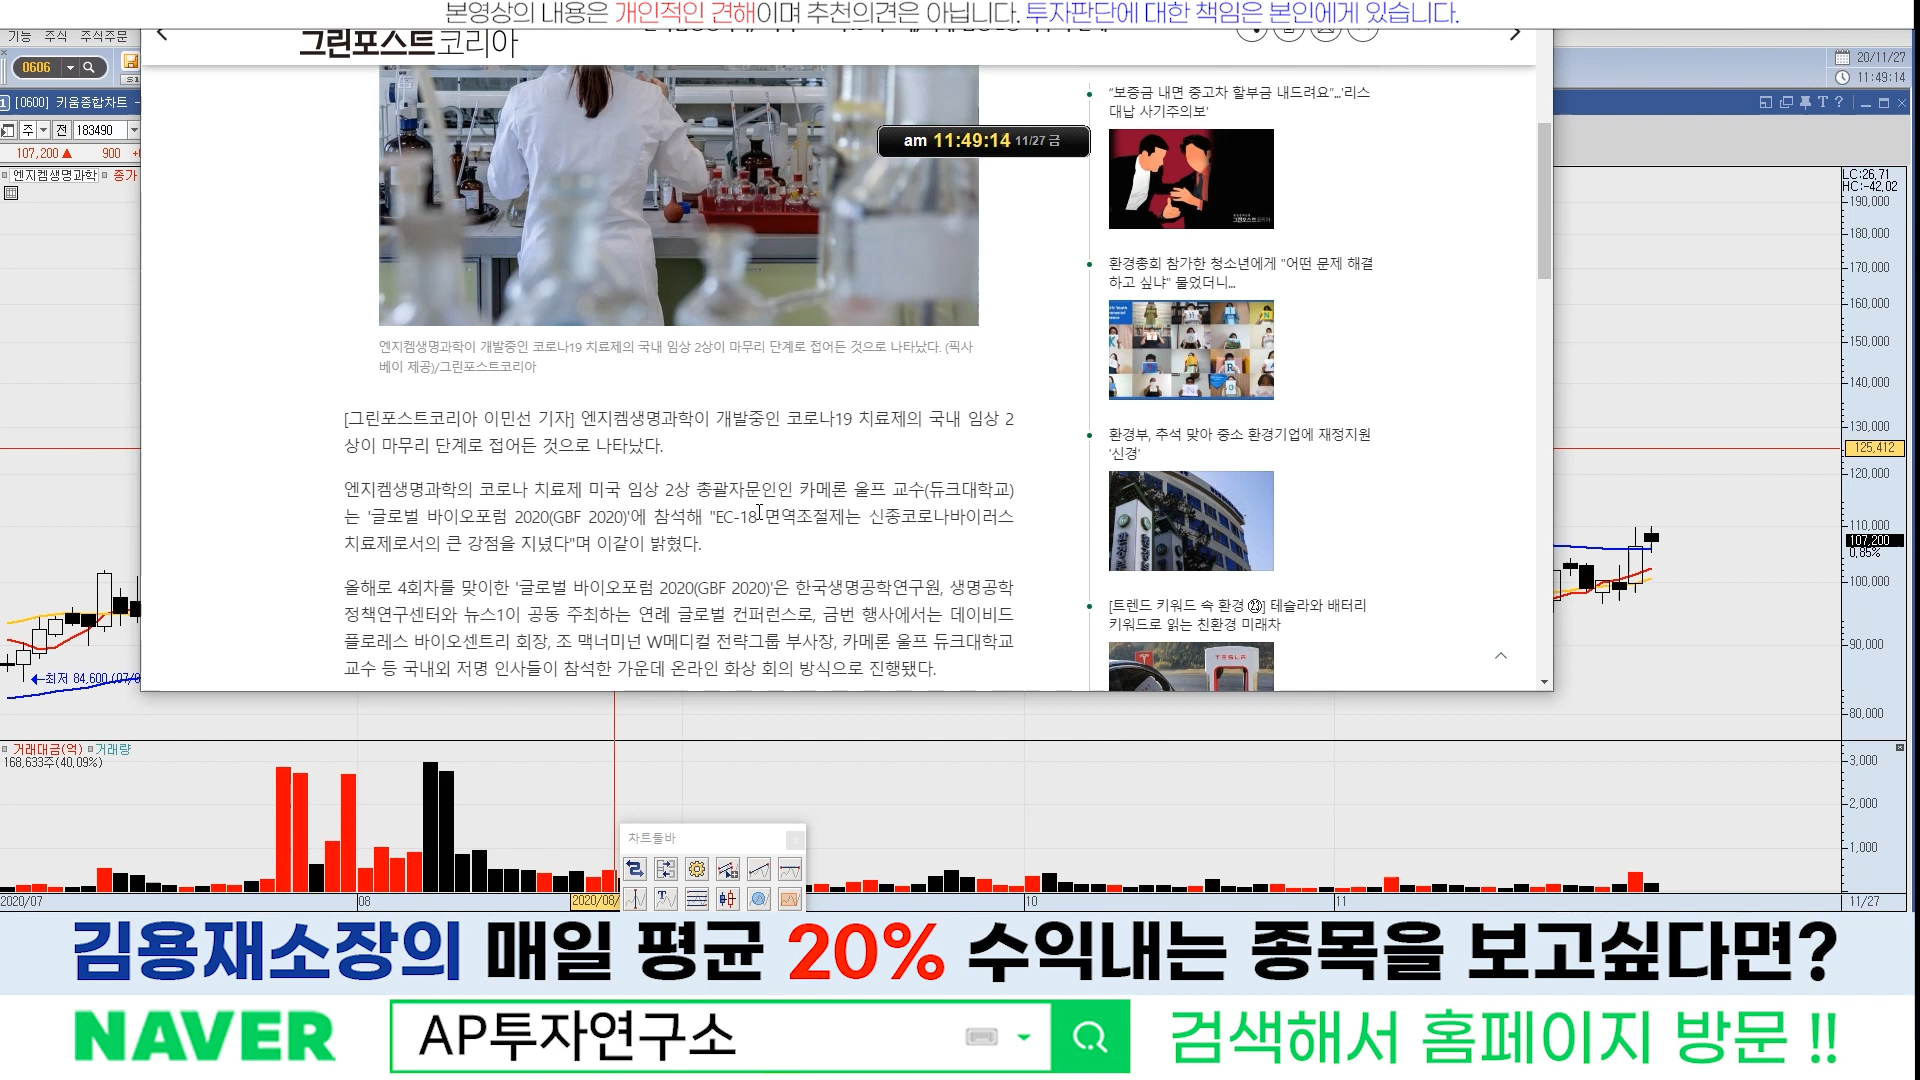 본영상의 내용은 개인적인 견해이며 추천의견은 아닙니다. 투자판단에 대한 책임은 본인에게 있습니다.
기능 주식 주식주문
그린포스트코리아
0606
20/11/27
11:49:14
[0600] 키움종합차트
주 전 183490
107,200 ▲ 900
엔지켐생명과학 종가
am 11:49:14 11/27 금
"보증금 내면 중고차 할부금 내드려요"…'리스
대납 사기주의보'
그린포스트코리아
환경총회 참가한 청소년에게 "어떤 문제 해결
하고 싶냐" 물었더니…
환경부, 추석 맞아 중소 환경기업에 재정지원
'신경'
[트렌드 키워드 속 환경 ㉓] 테슬라와 배터리
키워드로 읽는 친환경 미래차
TESLA
엔지켐생명과학이 개발중인 코로나19 치료제의 국내 임상 2상이 마무리 단계로 접어든 것으로 나타났다. (픽사
베이 제공)/그린포스트코리아
[그린포스트코리아 이민선 기자] 엔지켐생명과학이 개발중인 코로나19 치료제의 국내 임상 2
상이 마무리 단계로 접어든 것으로 나타났다.
엔지켐생명과학의 코로나 치료제 미국 임상 2상 총괄자문인인 카메론 울프 교수(듀크대학교)
는 '글로벌 바이오포럼 2020(GBF 2020)'에 참석해 "EC-18 면역조절제는 신종코로나바이러스
치료제로서의 큰 강점을 지녔다"며 이같이 밝혔다.
올해로 4회차를 맞이한 '글로벌 바이오포럼 2020(GBF 2020)'은 한국생명공학연구원, 생명공학
정책연구센터와 뉴스1이 공동 주최하는 연례 글로벌 컨퍼런스로, 금번 행사에서는 데이비드
플로레스 바이오센트리 회장, 조 맥너미넌 W메디컬 전략그룹 부사장, 카메론 울프 듀크대학교
교수 등 국내외 저명 인사들이 참석한 가운데 온라인 화상 회의 방식으로 진행됐다.
LC:26.71
HC:-42.02
190,000
180,000
170,000
160,000
150,000
140,000
130,000
125,412
120,000
110,000
107,200
0.85%
100,000
90,000
80,000
←최저 84,600
거래대금(억) 거래량
168,633주(40.09%)
3,000
2,000
1,000
차트툴바
2020/07
08
2020/08/
10
11
11/27
김용재소장의 매일 평균 20% 수익내는 종목을 보고싶다면?
NAVER
AP투자연구소
검색해서 홈페이지 방문 !!